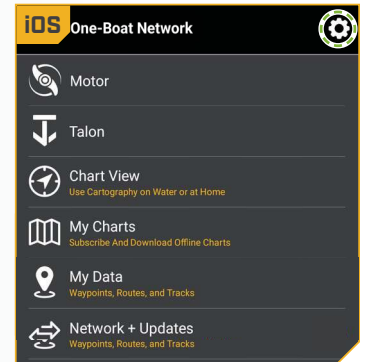 iOS One-Boat Network
Motor
Talon
Chart View
Use Cartography on Water or at Home
My Charts
Subscribe And Download Offline Charts
My Data
Waypoints, Routes, and Tracks
Network + Updates
Waypoints, Routes, and Tracks